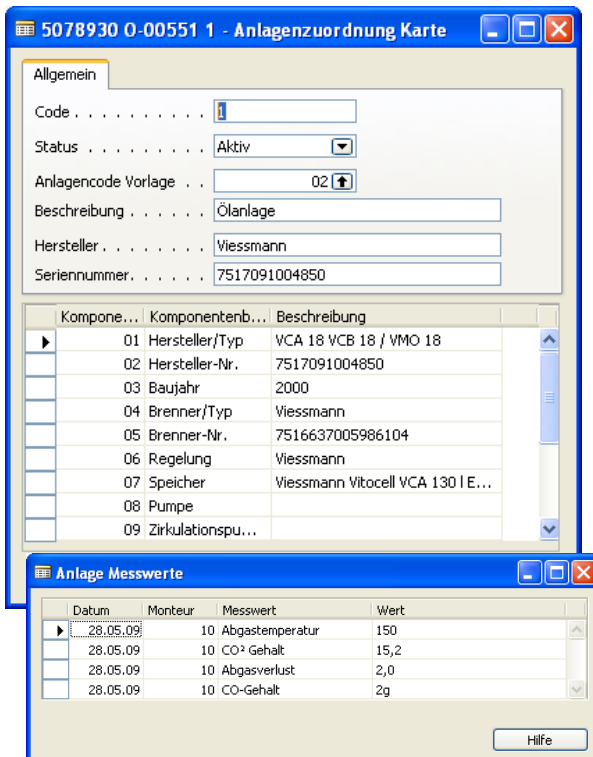 5078930 O-00551 1 - Anlagenzuordnung Karte
Allgemein
Code . . . . . . . . . . 1
Status . . . . . . . . . Aktiv
Anlagencode Vorlage . . 02
Beschreibung . . . . . . Ölanlage
Hersteller . . . . . . . . Viessmann
Seriennummer. . . . . . 7517091004850
Kompone... Komponentenb... Beschreibung
01 Hersteller/Typ VCA 18 VCB 18 / VMO 18
02 Hersteller-Nr. 7517091004850
03 Baujahr 2000
04 Brenner/Typ Viessmann
05 Brenner-Nr. 7516637005986104
06 Regelung Viessmann
07 Speicher Viessmann Vitocell VCA 130 l E...
08 Pumpe
09 Zirkulationspu...
Anlage Messwerte
Datum Monteur Messwert Wert
28.05.09 10 Abgastemperatur 150
28.05.09 10 CO² Gehalt 15,2
28.05.09 10 Abgasverlust 2,0
28.05.09 10 CO-Gehalt 2g
Hilfe